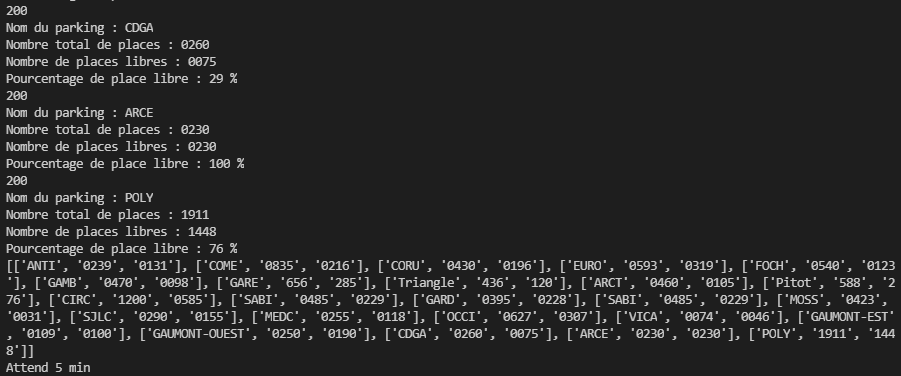 200
Nom du parking : CDGA
Nombre total de places : 0260
Nombre de places libres : 0075
Pourcentage de place libre : 29 %
200
Nom du parking : ARCE
Nombre total de places : 0230
Nombre de places libres : 0230
Pourcentage de place libre : 100 %
200
Nom du parking : POLY
Nombre total de places : 1911
Nombre de places libres : 1448
Pourcentage de place libre : 76 %
[['ANTI', '0239', '0131'], ['COME', '0835', '0216'], ['CORU', '0430', '0196'], ['EURO', '0593', '0319'], ['FOCH', '0540', '0123
'], ['GAMB', '0470', '0098'], ['GARE', '656', '285'], ['Triangle', '436', '120'], ['ARCT', '0460', '0105'], ['Pitot', '588', '2
76'], ['CIRC', '1200', '0585'], ['SABI', '0485', '0229'], ['GARD', '0395', '0228'], ['SABI', '0485', '0229'], ['MOSS', '0423',
'0031'], ['SJLC', '0290', '0155'], ['MEDC', '0255', '0118'], ['OCCI', '0627', '0307'], ['VICA', '0074', '0046'], ['GAUMONT-EST'
, '0109', '0100'], ['GAUMONT-OUEST', '0250', '0190'], ['CDGA', '0260', '0075'], ['ARCE', '0230', '0230'], ['POLY', '1911', '144
8']]
Attend 5 min